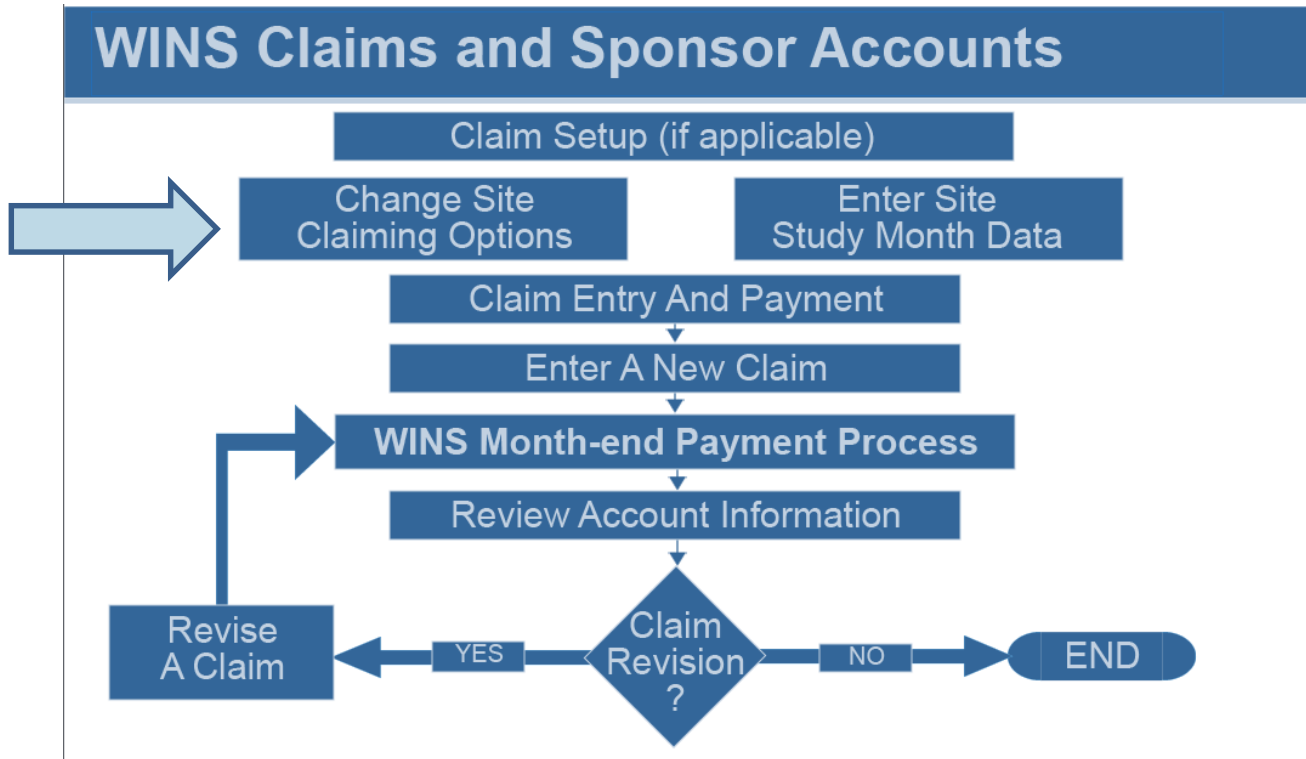 WINS Claims and Sponsor Accounts
Claim Setup (if applicable)
Change Site
Claiming Options
Enter Site
Study Month Data
Claim Entry And Payment
Enter A New Claim
WINS Month-end Payment Process
Review Account Information
Claim
Revision
?
YES
NO
Revise
A Claim
END